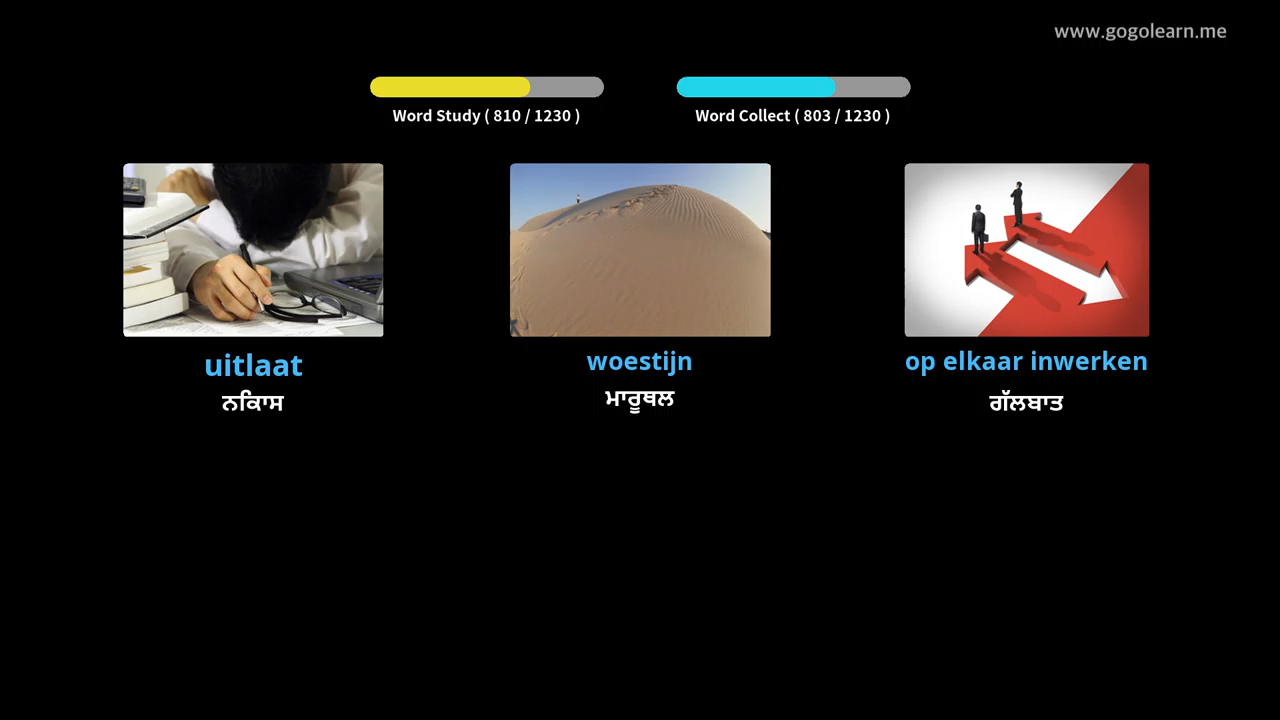 www.gogolearn.me
Word Study ( 810 / 1230 )
Word Collect ( 803 / 1230 )
uitlaat
ਨਕਿਾਸ
woestijn
ਮਾਰੂਥਲ
op elkaar inwerken
ਗੱਲਬਾਤ